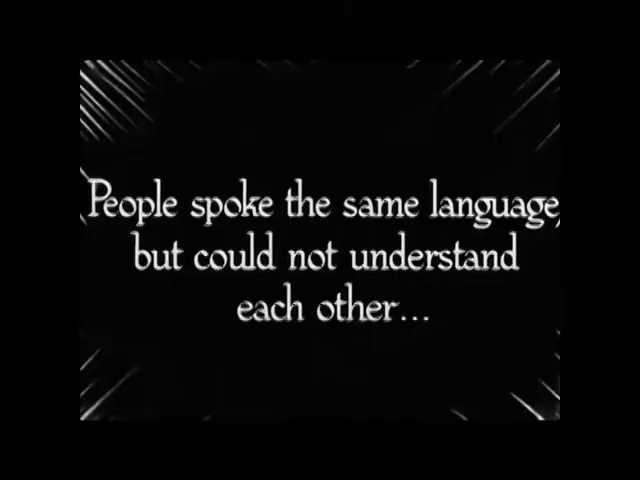 People spoke the same language,
but could not understand
each other...